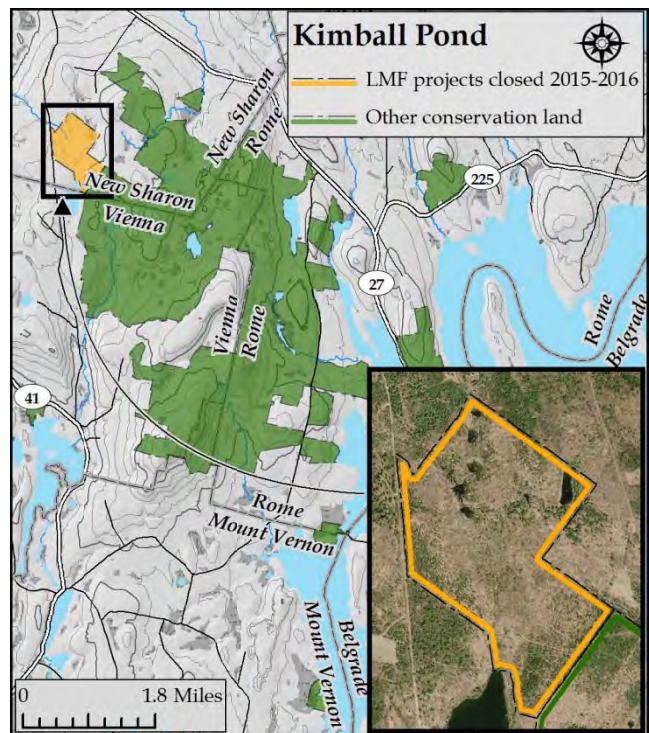 Kimball Pond
LMF projects closed 2015-2016
Other conservation land
New Sharon
Rome
New Sharon
Vienna
225
27
Vienna
Rome
Rome
Belgrade
41
Rome
Mount Vernon
Belgrade
Mount Vernon
0 1.8 Miles